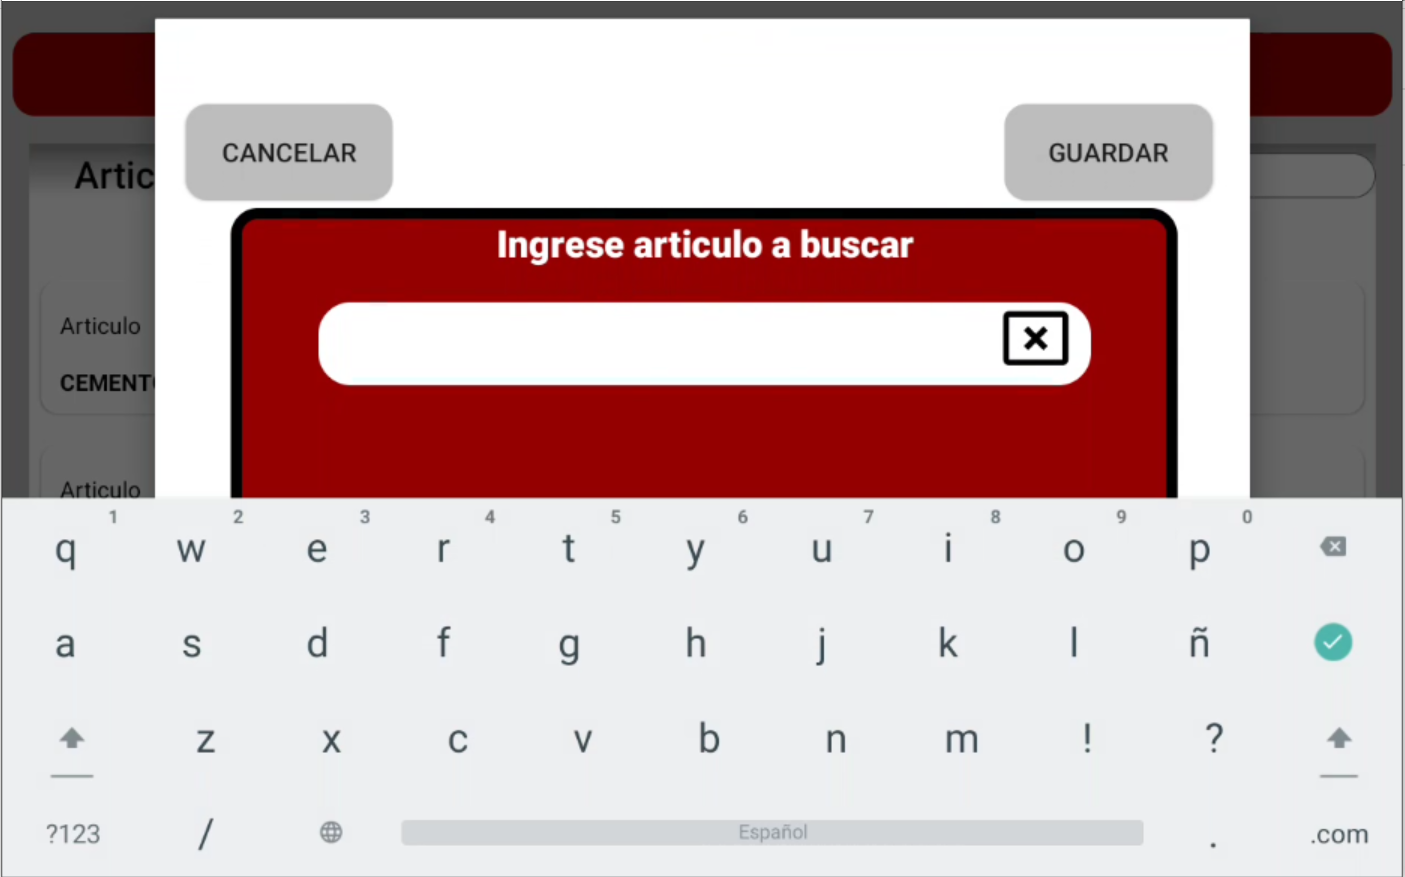 CANCELAR
GUARDAR
Artic
Ingrese articulo a buscar
Articulo
CEMENTO
Articulo
1 2 3 4 5 6 7 8 9 0
q w e r t y u i o p
a s d f g h j k l ñ
z x c v b n m ! ?
?123 / Español . .com